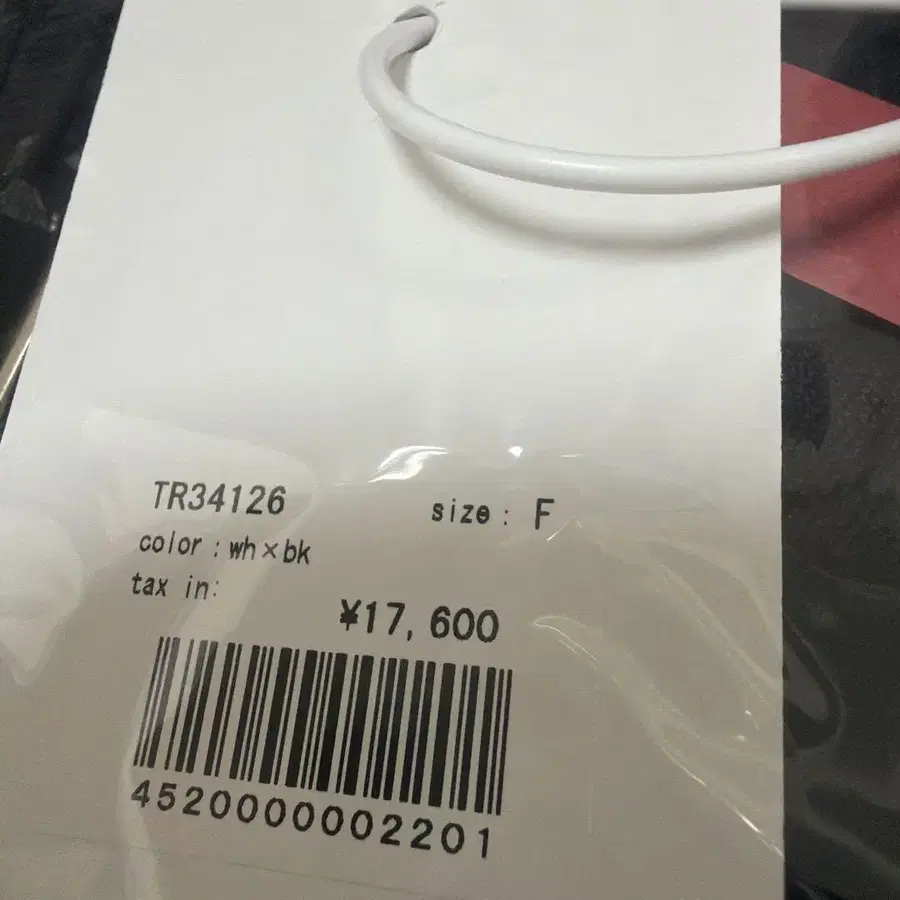 TR34126 size: F
color:wh×bk
tax in:
¥17,600
4520000002201